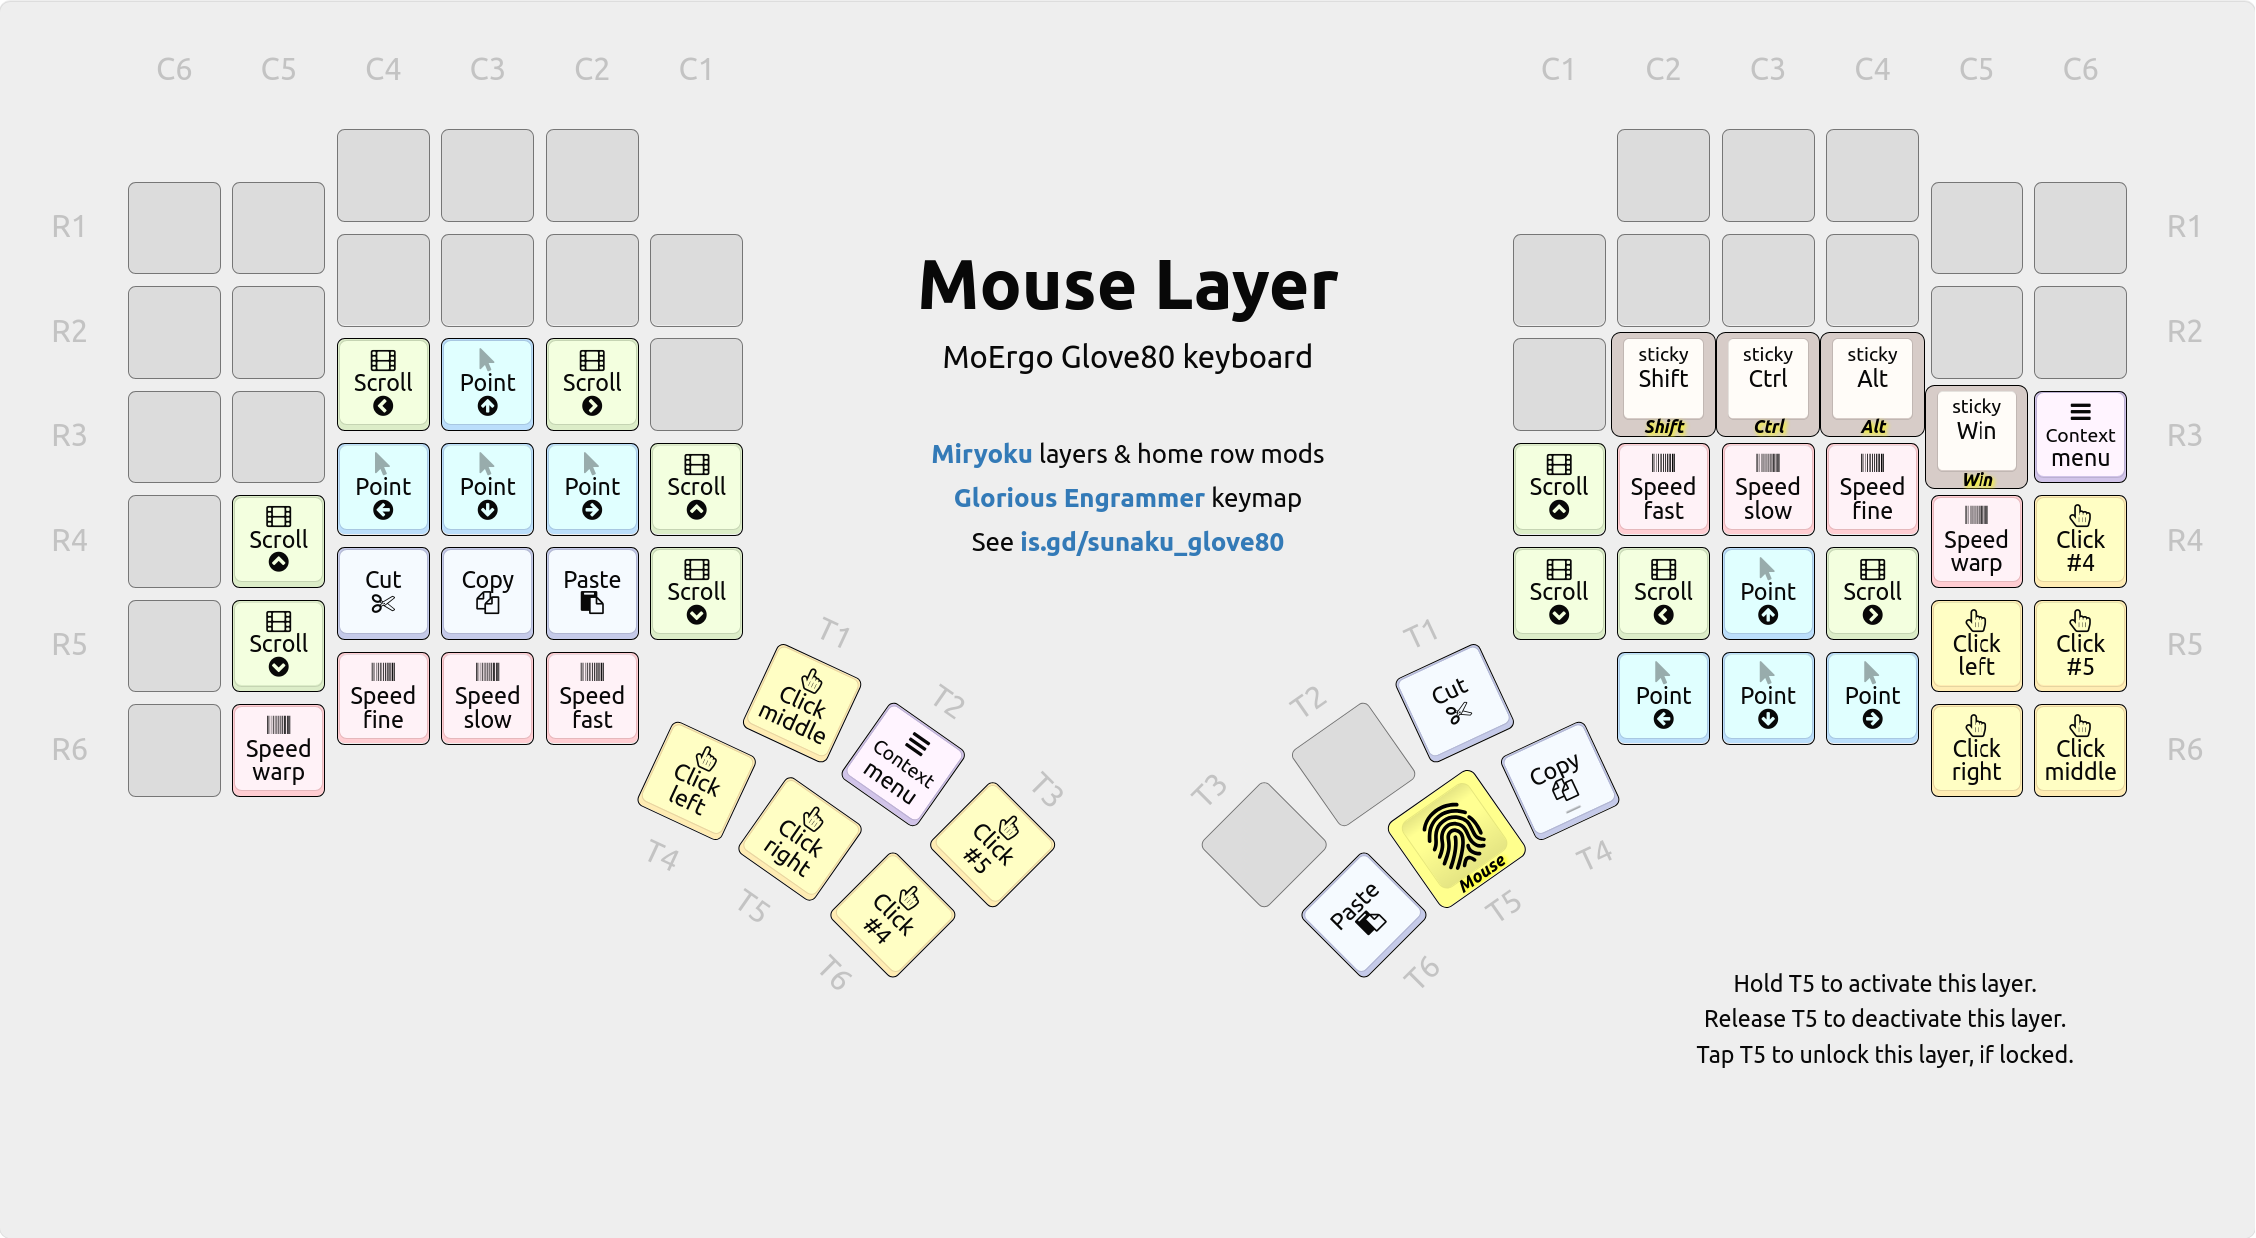 C6 C5 C4 C3 C2 C1
C1 C2 C3 C4 C5 C6
R1
R2
R3
R4
R5
R6
Scroll
Point
Scroll
Point
Point
Point
Scroll
Scroll
Cut
Copy
Paste
Scroll
Scroll
Speed
fine
Speed
slow
Speed
fast
Speed
warp
T1
Click
middle
T2
Context
menu
T3
Click
#5
Click
left
T4
Click
right
T5
Click
#4
T6
Mouse Layer
MoErgo Glove80 keyboard
Miryoku layers & home row mods
Glorious Engrammer keymap
See is.gd/sunaku_glove80
R1
R2
R3
R4
R5
R6
sticky
Shift
Shift
sticky
Ctrl
Ctrl
sticky
Alt
Alt
sticky
Win
Win
Context
menu
Scroll
Speed
fast
Speed
slow
Speed
fine
Speed
warp
Click
#4
Scroll
Scroll
Point
Scroll
Click
left
Click
#5
Point
Point
Point
Click
right
Click
middle
T1
Cut
T2
T3
Copy
T4
Mouse
T5
Paste
T6
Hold T5 to activate this layer.
Release T5 to deactivate this layer.
Tap T5 to unlock this layer, if locked.